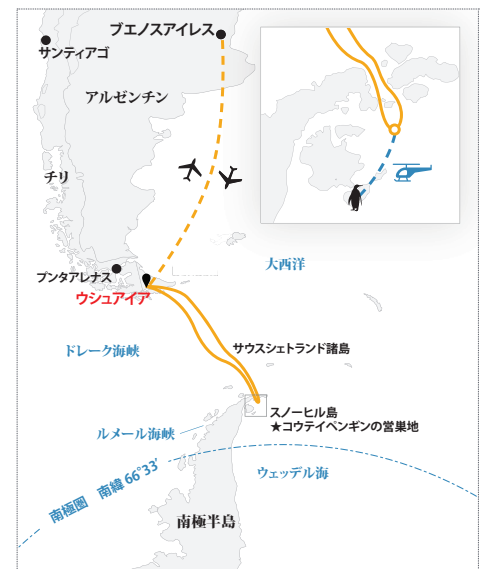 ブエノスアイレス
サンティアゴ
アルゼンチン
チリ
大西洋
プンタアレナス
ウシュアイア
ドレーク海峡
サウスシェトランド諸島
スノーヒル島
★コウテイペンギンの営巣地
ルメール海峡
南極圏 南緯66°33′
ウェッデル海
南極半島